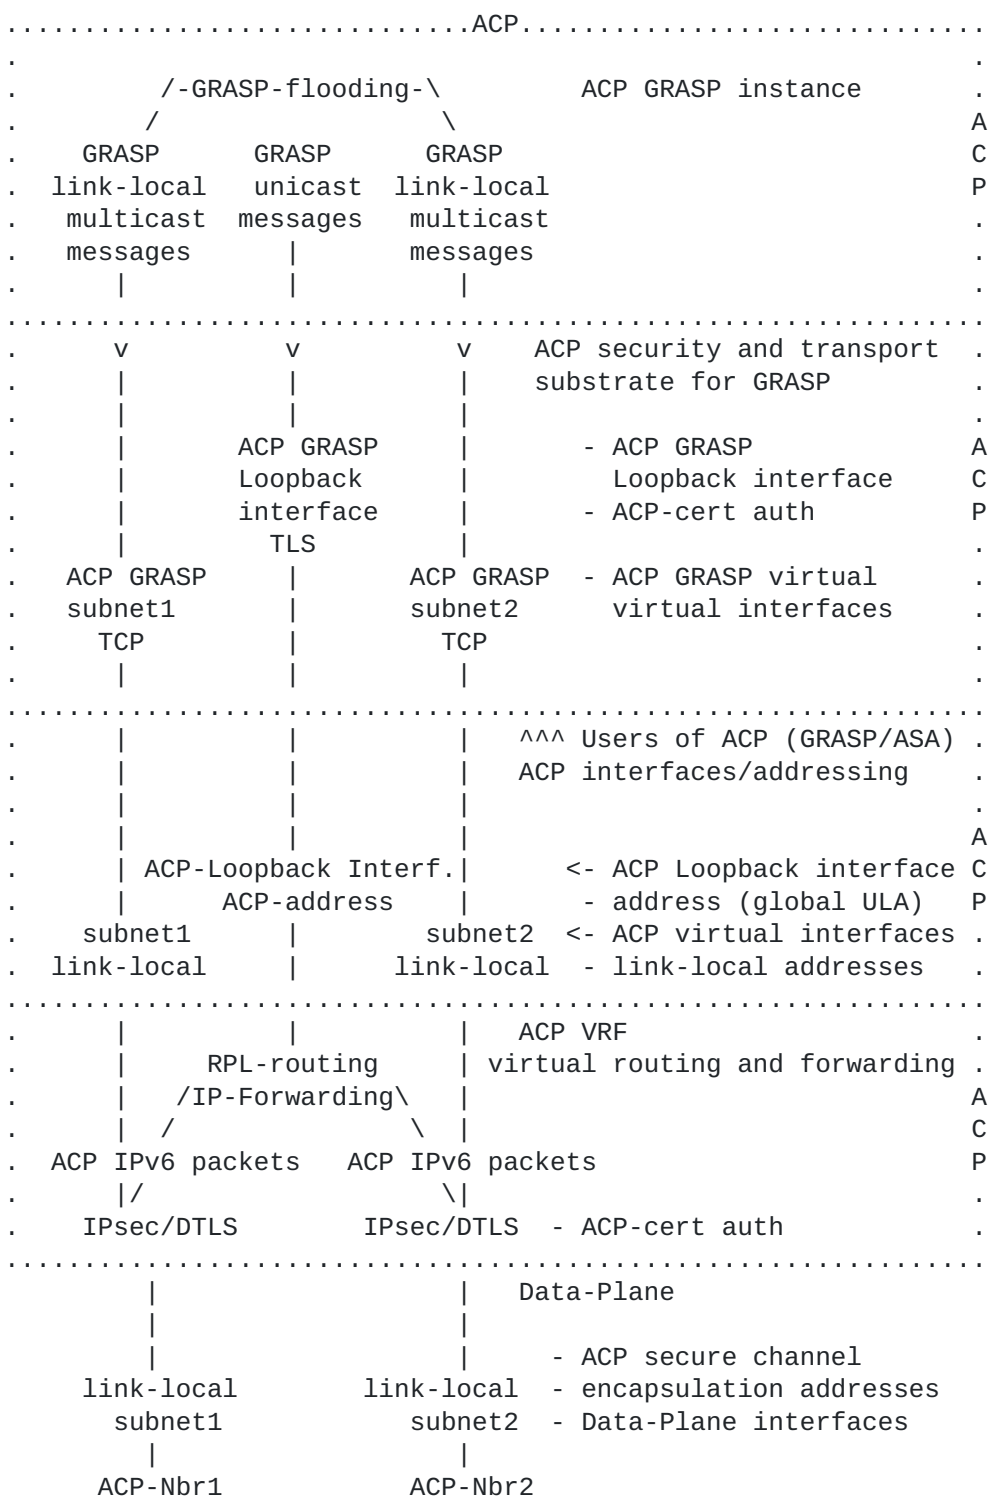 ..............................ACP..............................
.                                                              .
.         /-GRASP-flooding-\         ACP GRASP instance        .
.        /                  \                                  A
.    GRASP      GRASP      GRASP                               C
.  link-local   unicast  link-local                            P
.   multicast  messages   multicast                            .
.   messages      |       messages                             .
.      |          |          |                                 .
...............................................................
.      v          v          v    ACP security and transport   .
.      |          |          |    substrate for GRASP          .
.      |          |          |                                 .
.      |       ACP GRASP     |       - ACP GRASP               A
.      |       Loopback      |         Loopback interface      C
.      |       interface     |       - ACP-cert auth           P
.      |         TLS         |                                 .
.   ACP GRASP     |       ACP GRASP  - ACP GRASP virtual       .
.   subnet1       |       subnet2      virtual interfaces      .
.     TCP         |         TCP                                .
.      |          |          |                                 .
...............................................................
.      |          |          |   ^^^ Users of ACP (GRASP/ASA)  .
.      |          |          |   ACP interfaces/addressing     .
.      |          |          |                                 .
.      |          |          |                                 A
.      | ACP-Loopback Interf.|      <- ACP Loopback interface  C
.      |      ACP-address    |       - address (global ULA)    P
.    subnet1      |        subnet2  <- ACP virtual interfaces  .
.  link-local     |      link-local  - link-local addresses    .
...............................................................
.      |          |          |   ACP VRF                       .
.      |     RPL-routing     | virtual routing and forwarding  .
.      |   /IP-Forwarding\   |                                 A
.      |  /               \  |                                 C
.  ACP IPv6 packets   ACP IPv6 packets                         P
.      |/                   \|                                 .
.    IPsec/DTLS        IPsec/DTLS  - ACP-cert auth             .
...............................................................
         |                   |   Data-Plane
         |                   |
         |                   |     - ACP secure channel
     link-local        link-local  - encapsulation addresses
       subnet1            subnet2  - Data-Plane interfaces
         |                   |
      ACP-Nbr1            ACP-Nbr2